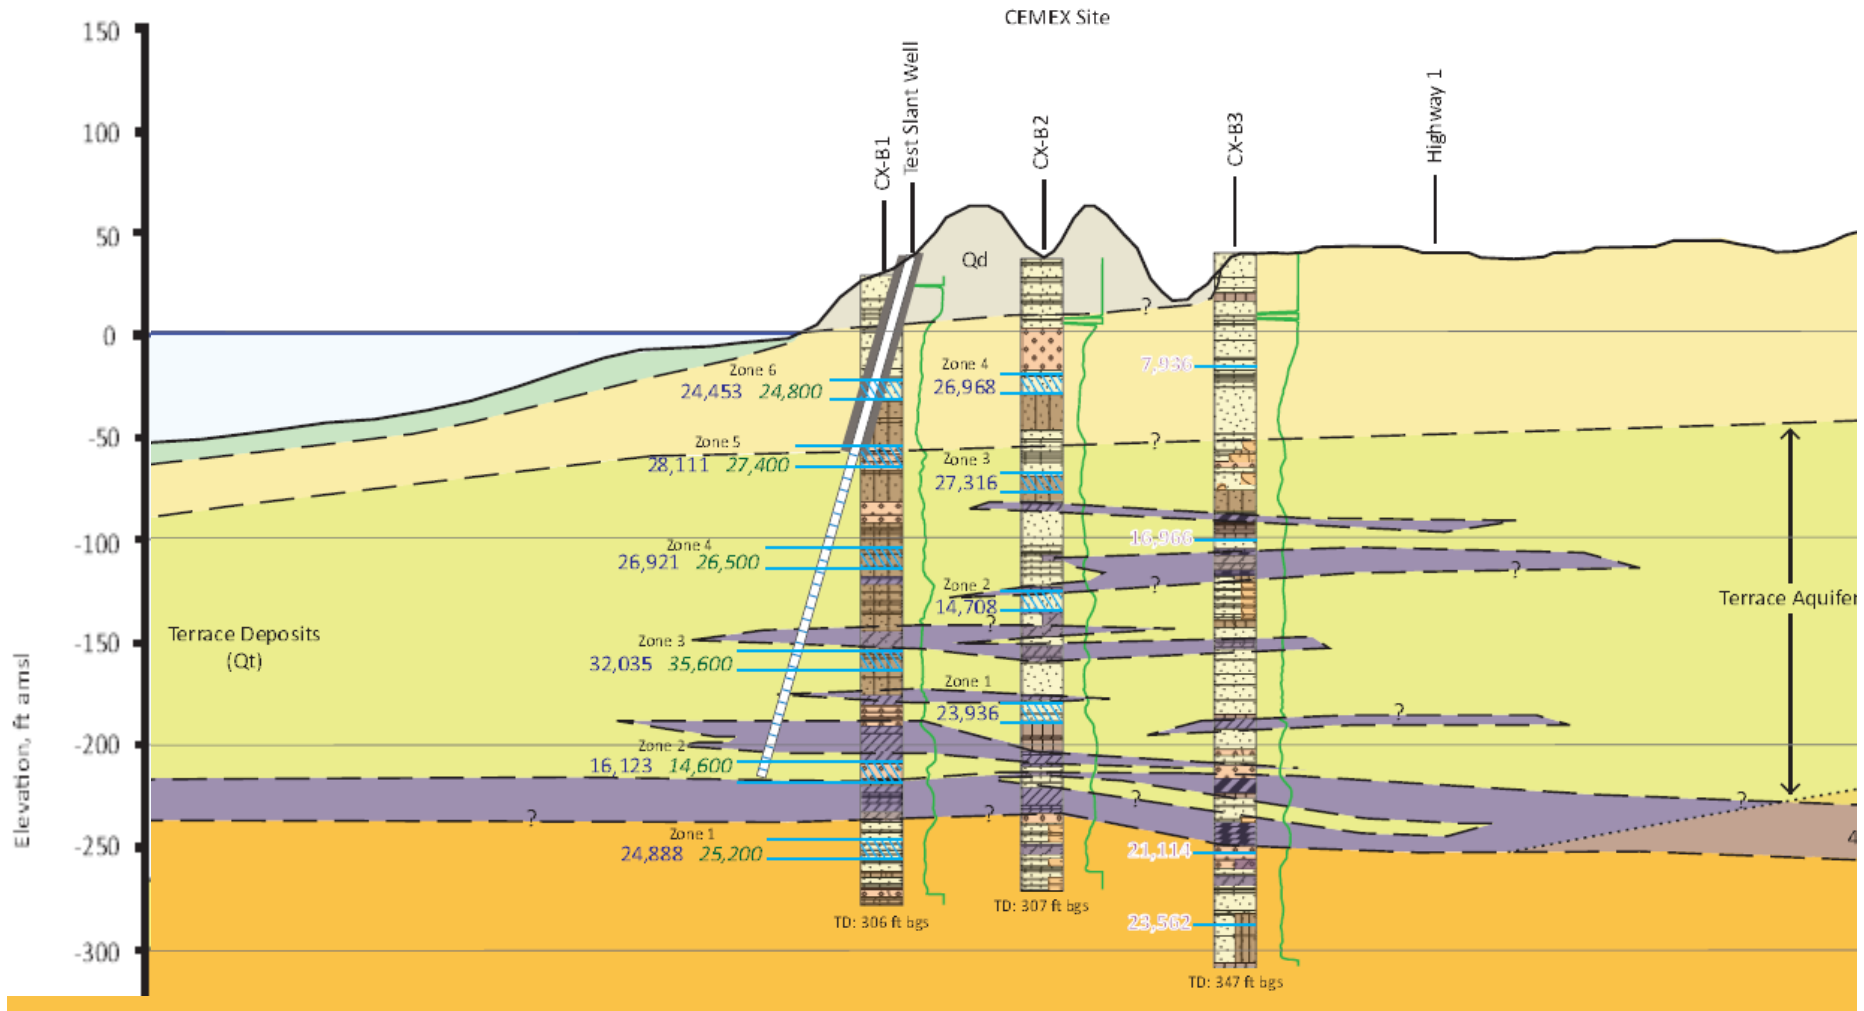 CEMEX Site
150
100
50
0
-50
-100
-150
-200
-250
-300
Elevation, ft amsl
CX-B1
Test Slant Well
CX-B2
CX-B3
Highway 1
Qd
?
Zone 6
24,453 24,800
Zone 4
26,968
7,936
Zone 5
28,111 27,400
?
Zone 3
27,316
16,966
Zone 4
26,921 26,500
?
?
Zone 2
14,708
Terrace Aquifer
Terrace Deposits
(Qt)
?
Zone 3
32,035 35,600
Zone 1
23,936
?
Zone 2
16,123 14,600
?
?
?
?
Zone 1
24,888 25,200
21,114
4
TD: 306 ft bgs
TD: 307 ft bgs
23,562
TD: 347 ft bgs